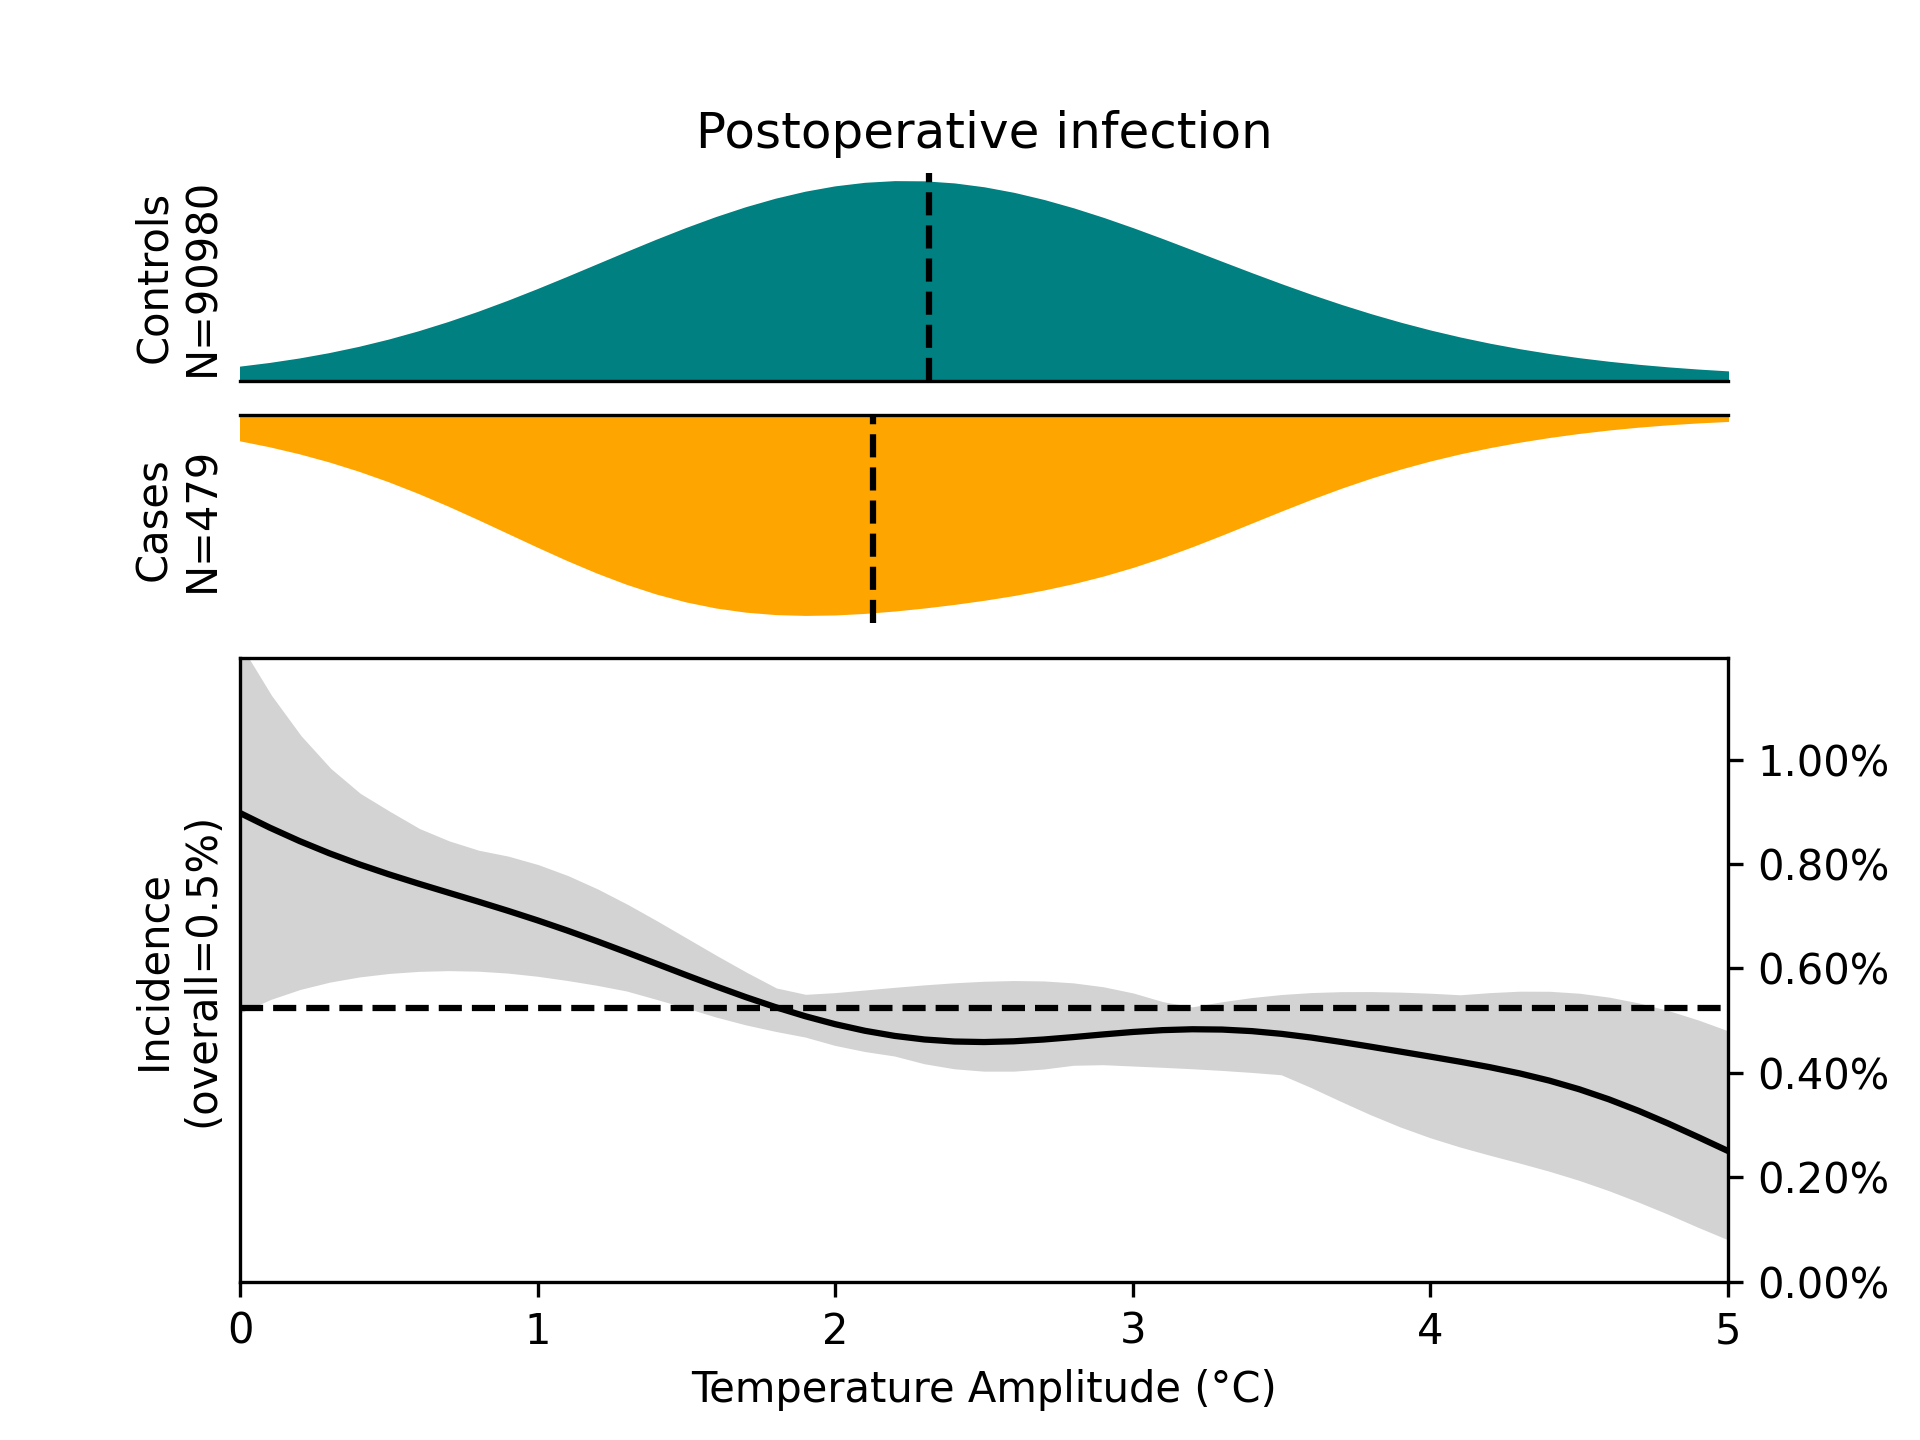 Postoperative infection
Controls
N=90980
Cases
N=479
Incidence
(overall=0.5%)
1.00%
0.80%
0.60%
0.40%
0.20%
0.00%
0 1 2 3 4 5
Temperature Amplitude (°C)